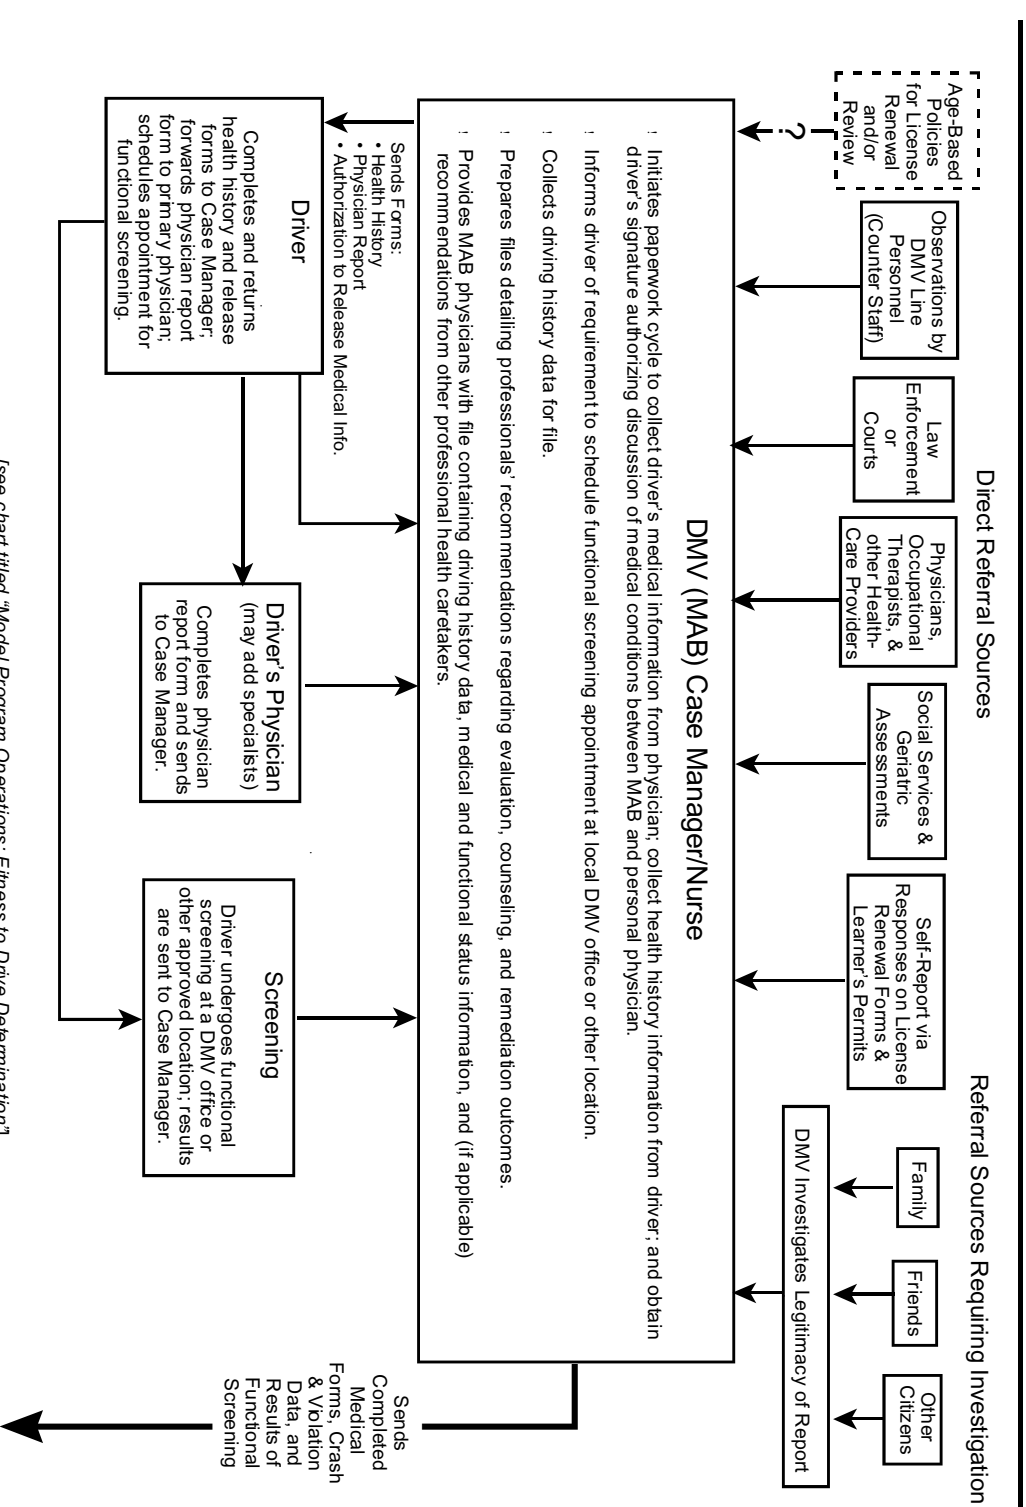 Direct Referral Sources
Referral Sources Requiring Investigation
Age-Based
Policies
for License
Renewal
and/or
Review
?
Observations by
DMV Line
Personnel
(Counter Staff)
Law
Enforcement
or
Courts
Physicians,
Occupational
Therapists, &
other Health-
Care Providers
Social Services &
Geriatric
Assessments
Self-Report via
Responses on License
Renewal Forms &
Learner's Permits
Family
Friends
Other
Citizens
DMV Investigates Legitimacy of Report
DMV (MAB) Case Manager/Nurse
! Initiates paperwork cycle to collect driver's medical information from physician; collect health history information from driver; and obtain
driver's signature authorizing discussion of medical conditions between MAB and personal physician.
! Informs driver of requirement to schedule functional screening appointment at local DMV office or other location.
! Collects driving history data for file.
! Prepares files detailing professionals' recommendations regarding evaluation, counseling, and remediation outcomes.
! Provides MAB physicians with file containing driving history data, medical and functional status information, and (if applicable)
recommendations from other professional health caretakers.
Sends Forms:
• Health History
• Physician Report
• Authorization to Release Medical Info.
Driver
Completes and returns
health history and release
forms to Case Manager;
forwards physician report
form to primary physician;
schedules appointment for
functional screening.
Driver's Physician
(may add specialists)
Completes physician
report form and sends
to Case Manager.
Screening
Driver undergoes functional
screening at a DMV office or
other approved location; results
are sent to Case Manager.
Sends
Completed
Medical
Forms, Crash
& Violation
Data, and
Results of
Functional
Screening
[see chart titled "Model Program Operations: Fitness to Drive Determination"]